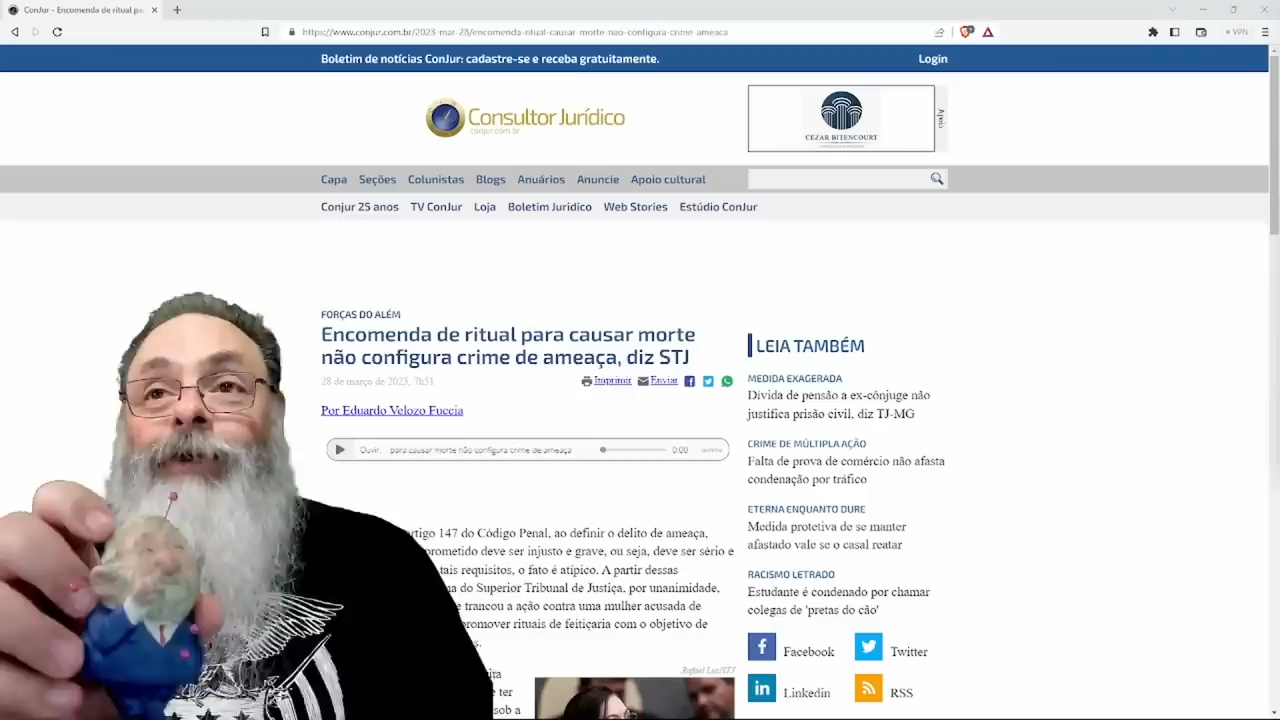 ConJur - Encomenda de ritual pa
https://www.conjur.com.br/2023-mar-28/encomenda-ritual-causar-morte-nao-configura-crime-ameaca
VPN
Boletim de notícias ConJur: cadastre-se e receba gratuitamente.
Login
Consultor Jurídico
conjur.com.br
CEZAR BITENCOURT
Apoio
Capa Seções Colunistas Blogs Anuários Anuncie Apoio cultural
Conjur 25 anos TV ConJur Loja Boletim Juridico Web Stories Estúdio ConJur
FORÇAS DO ALÉM
Encomenda de ritual para causar morte
não configura crime de ameaça, diz STJ
28 de março de 2023, 7h51
Imprimir Enviar
Por Eduardo Velozo Fuccia
Ouvir: para causar morte não configura crime de ameaça 0:00
rtigo 147 do Código Penal, ao definir o delito de ameaça,
prometido deve ser injusto e grave, ou seja, deve ser sério e
tais requisitos, o fato é atípico. A partir dessas
ma do Superior Tribunal de Justiça, por unanimidade,
e trancou a ação contra uma mulher acusada de
promover rituais de feitiçaria com o objetivo de
s.
Rafael Luz/STJ
ita
e ter
sob a
LEIA TAMBÉM
MEDIDA EXAGERADA
Dívida de pensão a ex-cônjuge não
justifica prisão civil, diz TJ-MG
CRIME DE MÚLTIPLA AÇÃO
Falta de prova de comércio não afasta
condenação por tráfico
ETERNA ENQUANTO DURE
Medida protetiva de se manter
afastado vale se o casal reatar
RACISMO LETRADO
Estudante é condenado por chamar
colegas de 'pretas do cão'
Facebook Twitter
Linkedin RSS